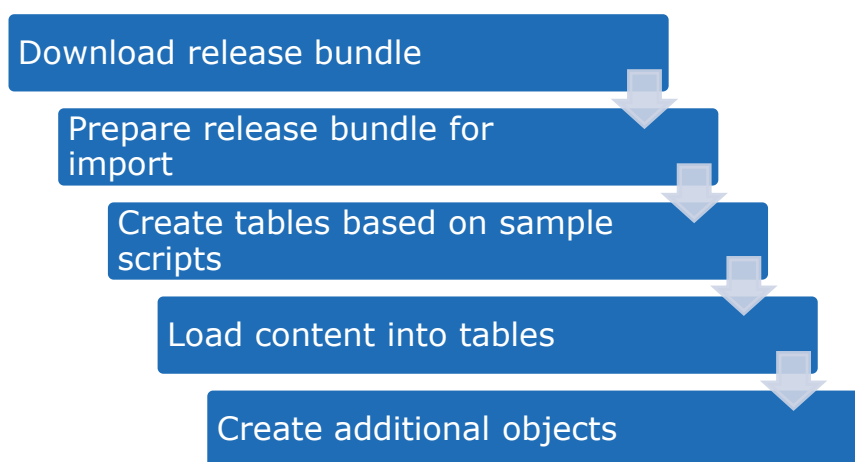 Download release bundle
Prepare release bundle for
import
Create tables based on sample
scripts
Load content into tables
Create additional objects